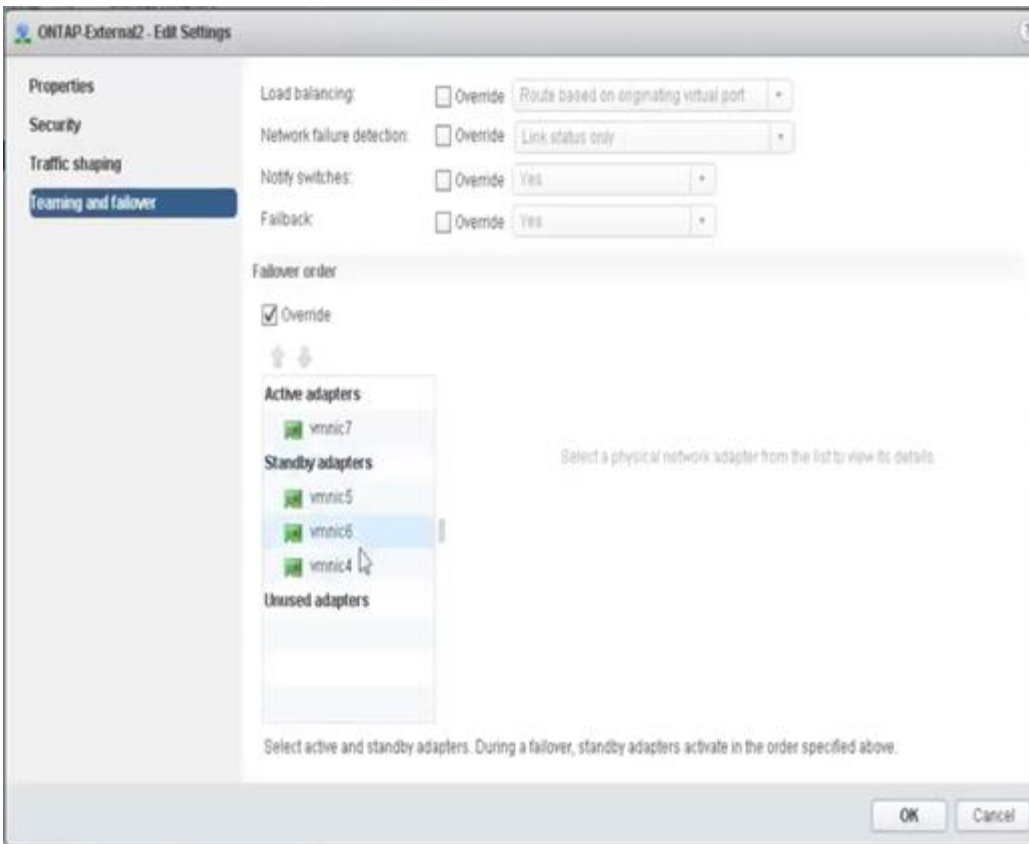 ONTAP-External2 - Edit Settings
Properties
Security
Traffic shaping
Teaming and failover
Load balancing:
Override
Route based on originating virtual port
Network failure detection:
Override
Link status only
Notify switches:
Override
Yes
Failback:
Override
Yes
Failover order
Override
Active adapters
vmnic7
Standby adapters
vmnic5
vmnic6
vmnic4
Unused adapters
Select a physical network adapter from the list to view its details.
Select active and standby adapters. During a failover, standby adapters activate in the order specified above.
OK
Cancel